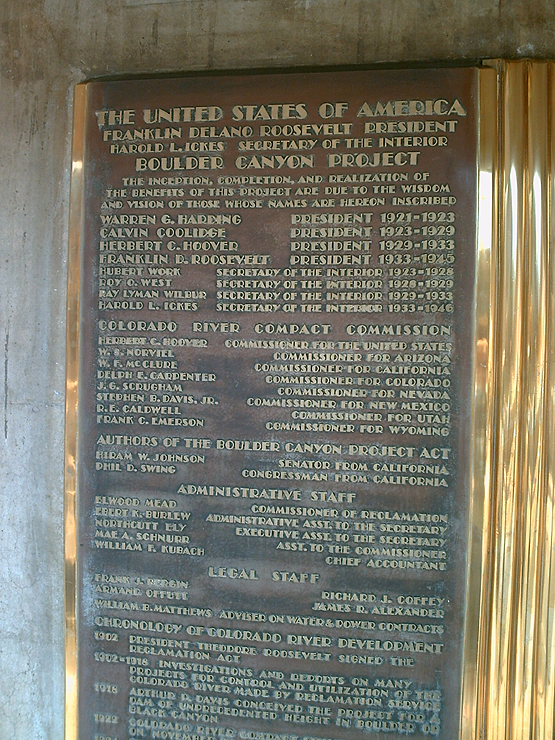 THE UNITED STATES OF AMERICA
FRANKLIN DELANO ROOSEVELT PRESIDENT
HAROLD L. ICKES SECRETARY OF THE INTERIOR
BOULDER CANYON PROJECT
THE INCEPTION, COMPLETION, AND REALIZATION OF
THE BENEFITS OF THIS PROJECT ARE DUE TO THE WISDOM
AND VISION OF THOSE WHOSE NAMES ARE HEREON INSCRIBED
WARREN G. HARDING PRESIDENT 1921-1923
CALVIN COOLIDGE PRESIDENT 1923-1929
HERBERT C. HOOVER PRESIDENT 1929-1933
FRANKLIN D. ROOSEVELT PRESIDENT 1933-1945
HUBERT WORK SECRETARY OF THE INTERIOR 1923-1928
ROY O. WEST SECRETARY OF THE INTERIOR 1928-1929
RAY LYMAN WILBUR SECRETARY OF THE INTERIOR 1929-1933
HAROLD L. ICKES SECRETARY OF THE INTERIOR 1933-1946
COLORADO RIVER COMPACT COMMISSION
HERBERT C. HOOVER COMMISSIONER FOR THE UNITED STATES
W. S. NORVIEL COMMISSIONER FOR ARIZONA
W. F. MCCLURE COMMISSIONER FOR CALIFORNIA
DELPH E. CARPENTER COMMISSIONER FOR COLORADO
J. G. SCRUGHAM COMMISSIONER FOR NEVADA
STEPHEN B. DAVIS, JR. COMMISSIONER FOR NEW MEXICO
R. E. CALDWELL COMMISSIONER FOR UTAH
FRANK C. EMERSON COMMISSIONER FOR WYOMING
AUTHORS OF THE BOULDER CANYON PROJECT ACT
HIRAM W. JOHNSON SENATOR FROM CALIFORNIA
PHIL D. SWING CONGRESSMAN FROM CALIFORNIA
ADMINISTRATIVE STAFF
ELWOOD MEAD COMMISSIONER OF RECLAMATION
EBERT K. BURLEW ADMINISTRATIVE ASST. TO THE SECRETARY
NORTHCUTT ELY EXECUTIVE ASST. TO THE SECRETARY
MAE A. SCHNURR ASST. TO THE COMMISSIONER
WILLIAM F. KUBACH CHIEF ACCOUNTANT
LEGAL STAFF
FRANK J. RICHARD J. COFFEY
ARMAND OFFUTT JAMES R. ALEXANDER
WILLIAM B. MATTHEWS ADVISER ON WATER & POWER CONTRACTS
CHRONOLOGY OF COLORADO RIVER DEVELOPMENT
1902 PRESIDENT THEODORE ROOSEVELT SIGNED THE
RECLAMATION ACT
1902-1918 INVESTIGATIONS AND REPORTS ON MANY
PROJECTS FOR CONTROL AND UTILIZATION OF THE
COLORADO RIVER MADE BY RECLAMATION SERVICE
1918 ARTHUR P. DAVIS CONCEIVED THE PROJECT FOR A
DAM OF UNPRECEDENTED HEIGHT IN BOULDER OR
BLACK CANYON
1922 COLORADO RIVER COMPACT
ON